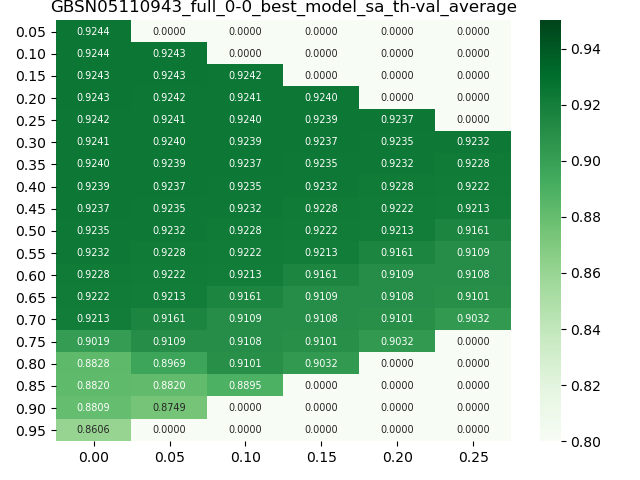 GBSN05110943_full_0-0_best_model_sa_th-val_average
0.05 0.9244 0.0000 0.0000 0.0000 0.0000 0.0000
0.10 0.9244 0.9243 0.0000 0.0000 0.0000 0.0000
0.15 0.9243 0.9243 0.9242 0.0000 0.0000 0.0000
0.20 0.9243 0.9242 0.9241 0.9240 0.0000 0.0000
0.25 0.9242 0.9241 0.9240 0.9239 0.9237 0.0000
0.30 0.9241 0.9240 0.9239 0.9237 0.9235 0.9232
0.35 0.9240 0.9239 0.9237 0.9235 0.9232 0.9228
0.40 0.9239 0.9237 0.9235 0.9232 0.9228 0.9222
0.45 0.9237 0.9235 0.9232 0.9228 0.9222 0.9213
0.50 0.9235 0.9232 0.9228 0.9222 0.9213 0.9161
0.55 0.9232 0.9228 0.9222 0.9213 0.9161 0.9109
0.60 0.9228 0.9222 0.9213 0.9161 0.9109 0.9108
0.65 0.9222 0.9213 0.9161 0.9109 0.9108 0.9101
0.70 0.9213 0.9161 0.9109 0.9108 0.9101 0.9032
0.75 0.9019 0.9109 0.9108 0.9101 0.9032 0.0000
0.80 0.8828 0.8969 0.9101 0.9032 0.0000 0.0000
0.85 0.8820 0.8820 0.8895 0.0000 0.0000 0.0000
0.90 0.8809 0.8749 0.0000 0.0000 0.0000 0.0000
0.95 0.8606 0.0000 0.0000 0.0000 0.0000 0.0000
0.00 0.05 0.10 0.15 0.20 0.25
0.94
0.92
0.90
0.88
0.86
0.84
0.82
0.80